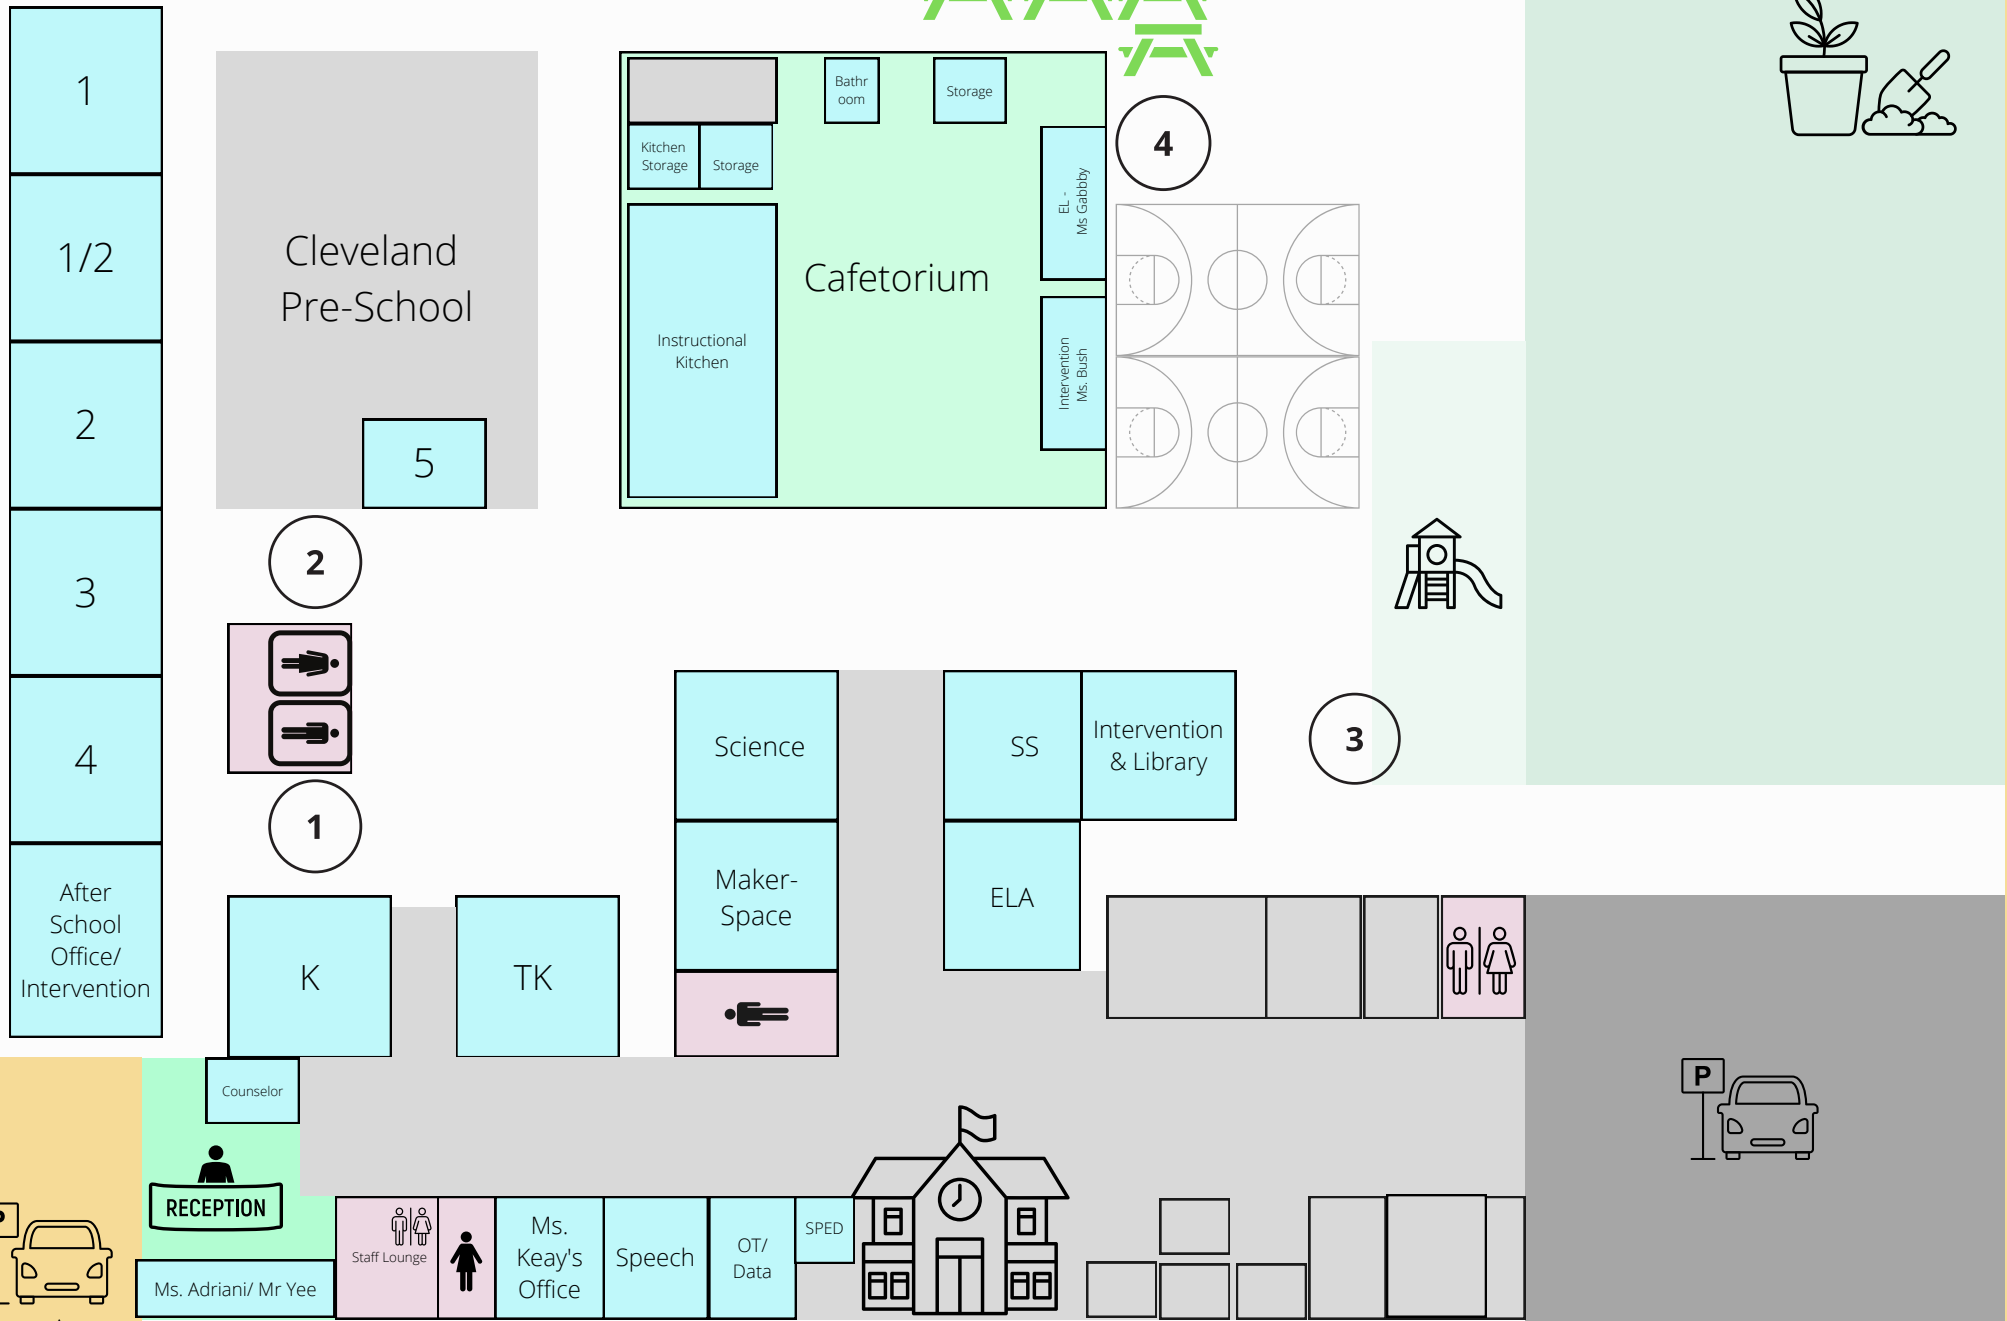 1
1/2
2
3
4
After
School
Office/
Intervention
Cleveland
Pre-School
5
2
1
Kitchen
Storage
Storage
Bathr
oom
Storage
EL -
Ms Gabbby
Instructional
Kitchen
Cafetorium
Intervention
Ms. Bush
4
3
Science
SS
Intervention
& Library
Maker-
Space
ELA
K
TK
Counselor
RECEPTION
Ms. Adriani/ Mr Yee
Staff Lounge
Ms.
Keay's
Office
Speech
OT/
Data
SPED
P
P